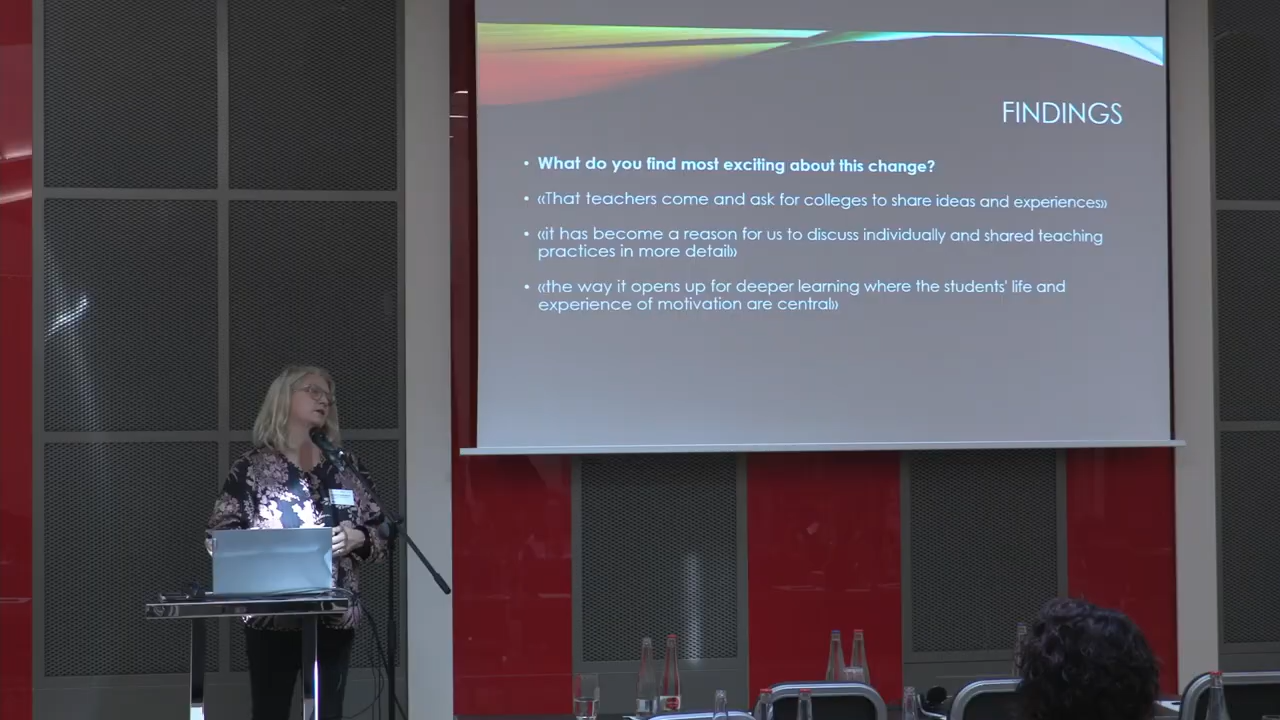 FINDINGS
• What do you find most exciting about this change?
• «That teachers come and ask for colleges to share ideas and experiences»
• «it has become a reason for us to discuss individually and shared teaching
practices in more detail»
• «the way it opens up for deeper learning where the students' life and
experience of motivation are central»